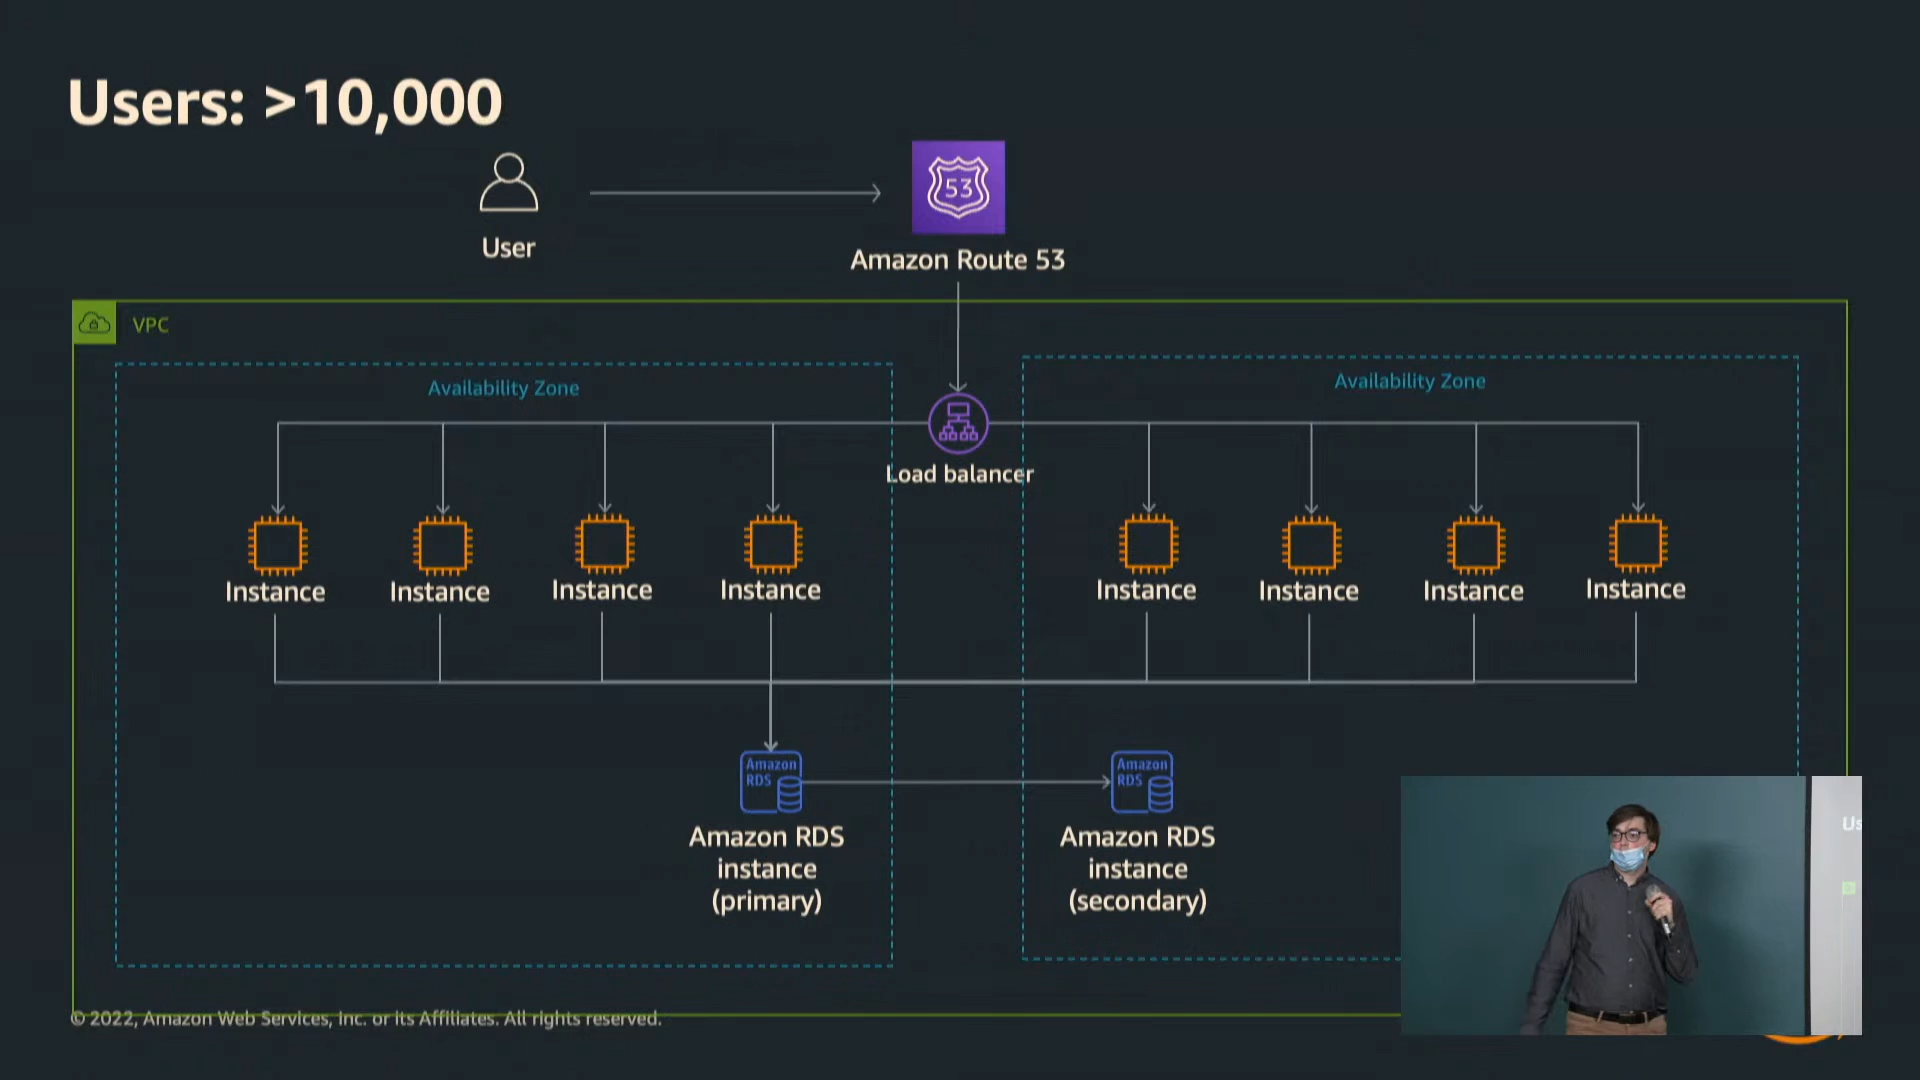 Users: >10,000
53
User
Amazon Route 53
VPC
Availability Zone
Availability Zone
Load balancer
Instance
Instance
Instance
Instance
Instance
Instance
Instance
Instance
Amazon
RDS
Amazon
RDS
Amazon RDS
instance
(primary)
Amazon RDS
instance
(secondary)
Us
© 2022, Amazon Web Services, Inc. or its Affiliates. All rights reserved.